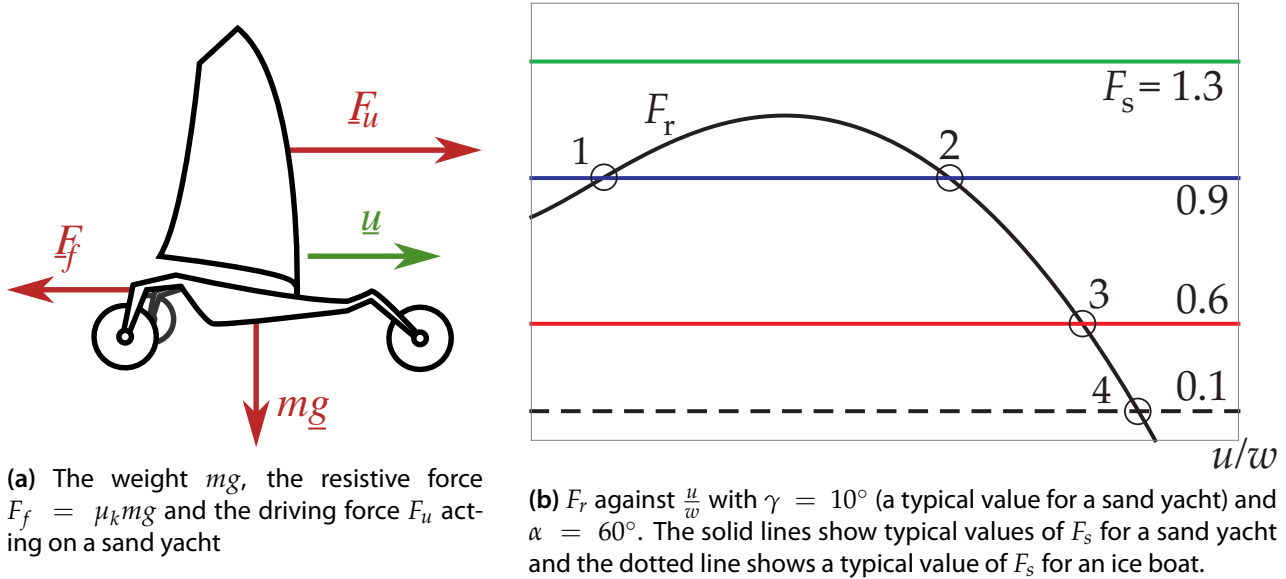 F_u
u
F_f
mg
(a) The weight mg, the resistive force
F_f = μ_k mg and the driving force F_u act-
ing on a sand yacht
F_s = 1.3
F_r
1
2
0.9
3
0.6
4
0.1
u/w
(b) F_r against u/w with γ = 10° (a typical value for a sand yacht) and
α = 60°. The solid lines show typical values of F_s for a sand yacht
and the dotted line shows a typical value of F_s for an ice boat.